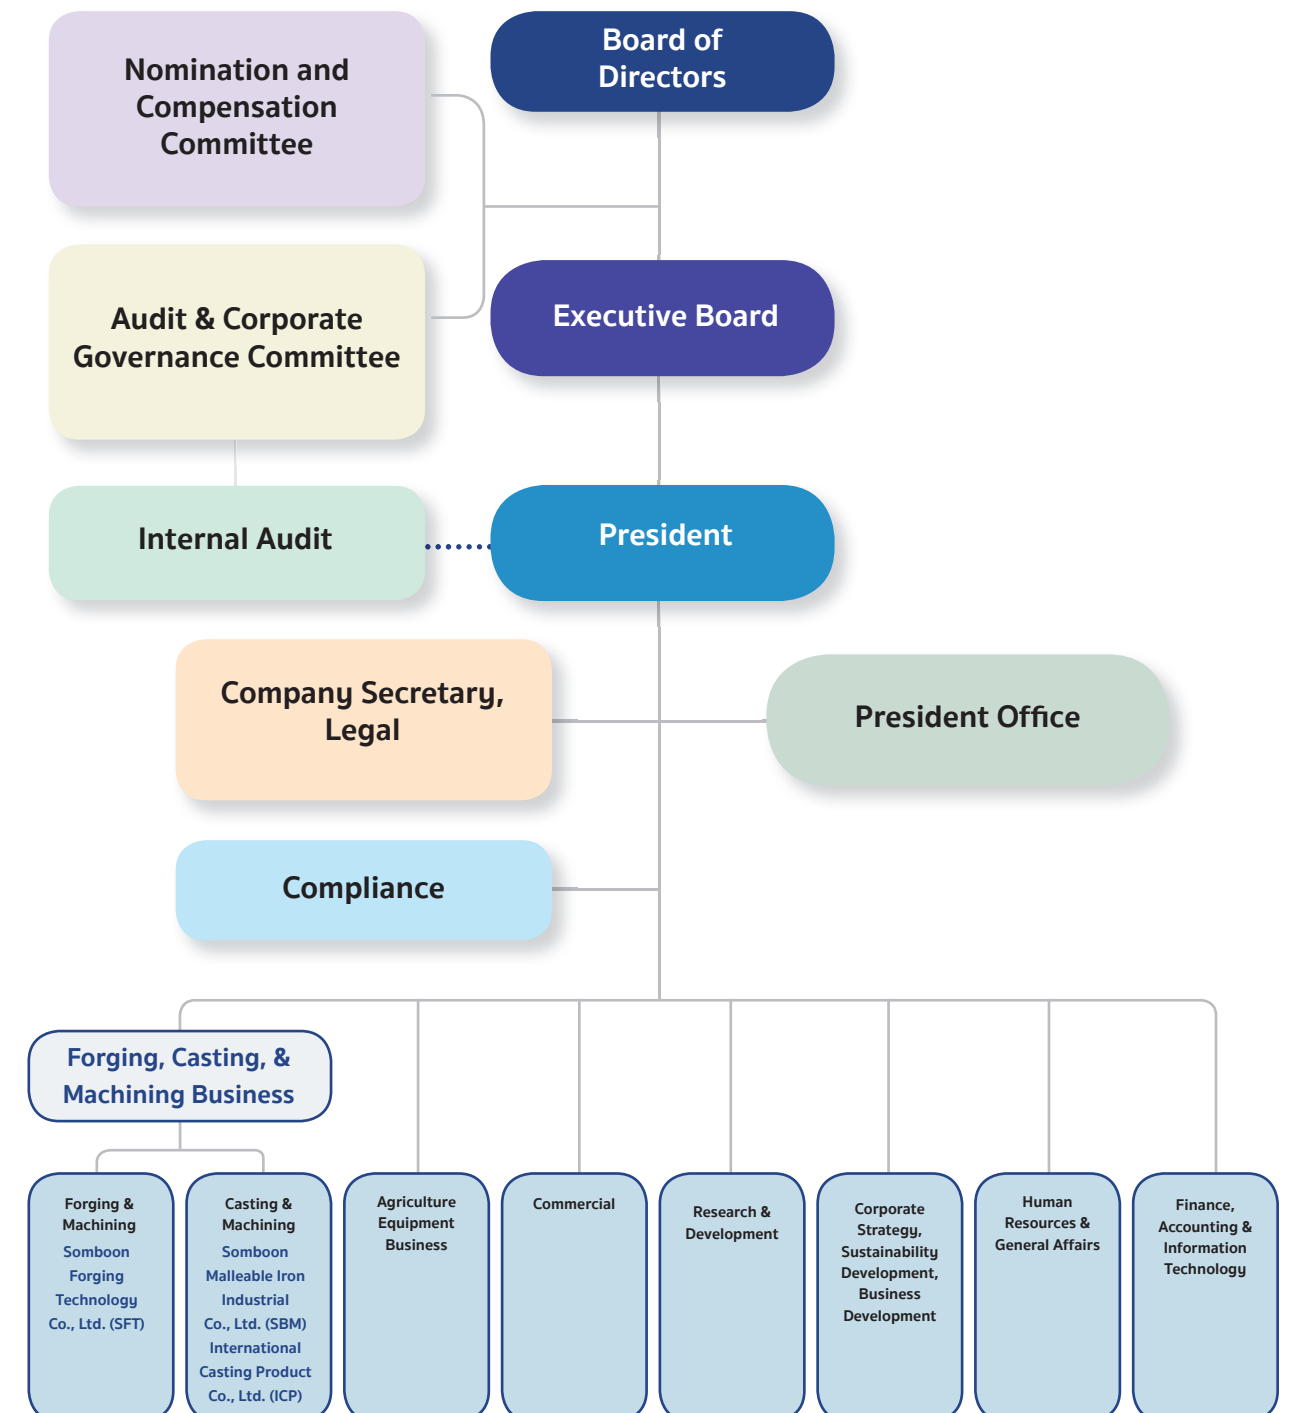 Nomination and
Compensation
Committee
Board of
Directors
Audit & Corporate
Governance Committee
Executive Board
Internal Audit
President
Company Secretary,
Legal
President Office
Compliance
Forging, Casting, &
Machining Business
Forging &
Machining
Somboon
Forging
Technology
Co., Ltd. (SFT)
Casting &
Machining
Somboon
Malleable Iron
Industrial
Co., Ltd. (SBM)
International
Casting Product
Co., Ltd. (ICP)
Agriculture
Equipment
Business
Commercial
Research &
Development
Corporate
Strategy,
Sustainability
Development,
Business
Development
Human
Resources &
General Affairs
Finance,
Accounting &
Information
Technology